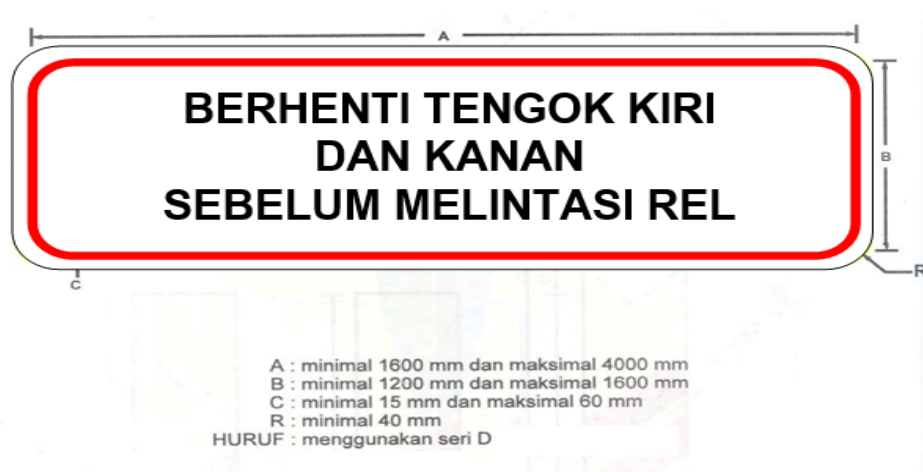 A
BERHENTI TENGOK KIRI
DAN KANAN
SEBELUM MELINTASI REL
B
C
R
A : minimal 1600 mm dan maksimal 4000 mm
B : minimal 1200 mm dan maksimal 1600 mm
C : minimal 15 mm dan maksimal 60 mm
R : minimal 40 mm
HURUF : menggunakan seri D